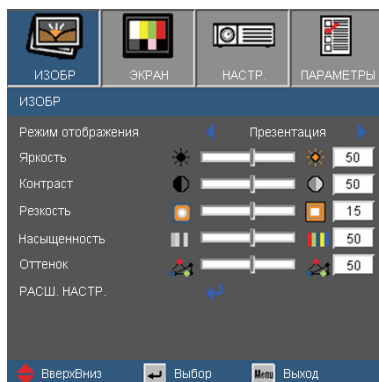 ИЗОБР ЭКРАН НАСТР. ПАРАМЕТРЫ
ИЗОБР
Режим отображения Презентация
Яркость 50
Контраст 50
Резкость 15
Насыщенность 50
Оттенок 50
РАСШ. НАСТР.
ВверхВниз Выбор Menu Выход